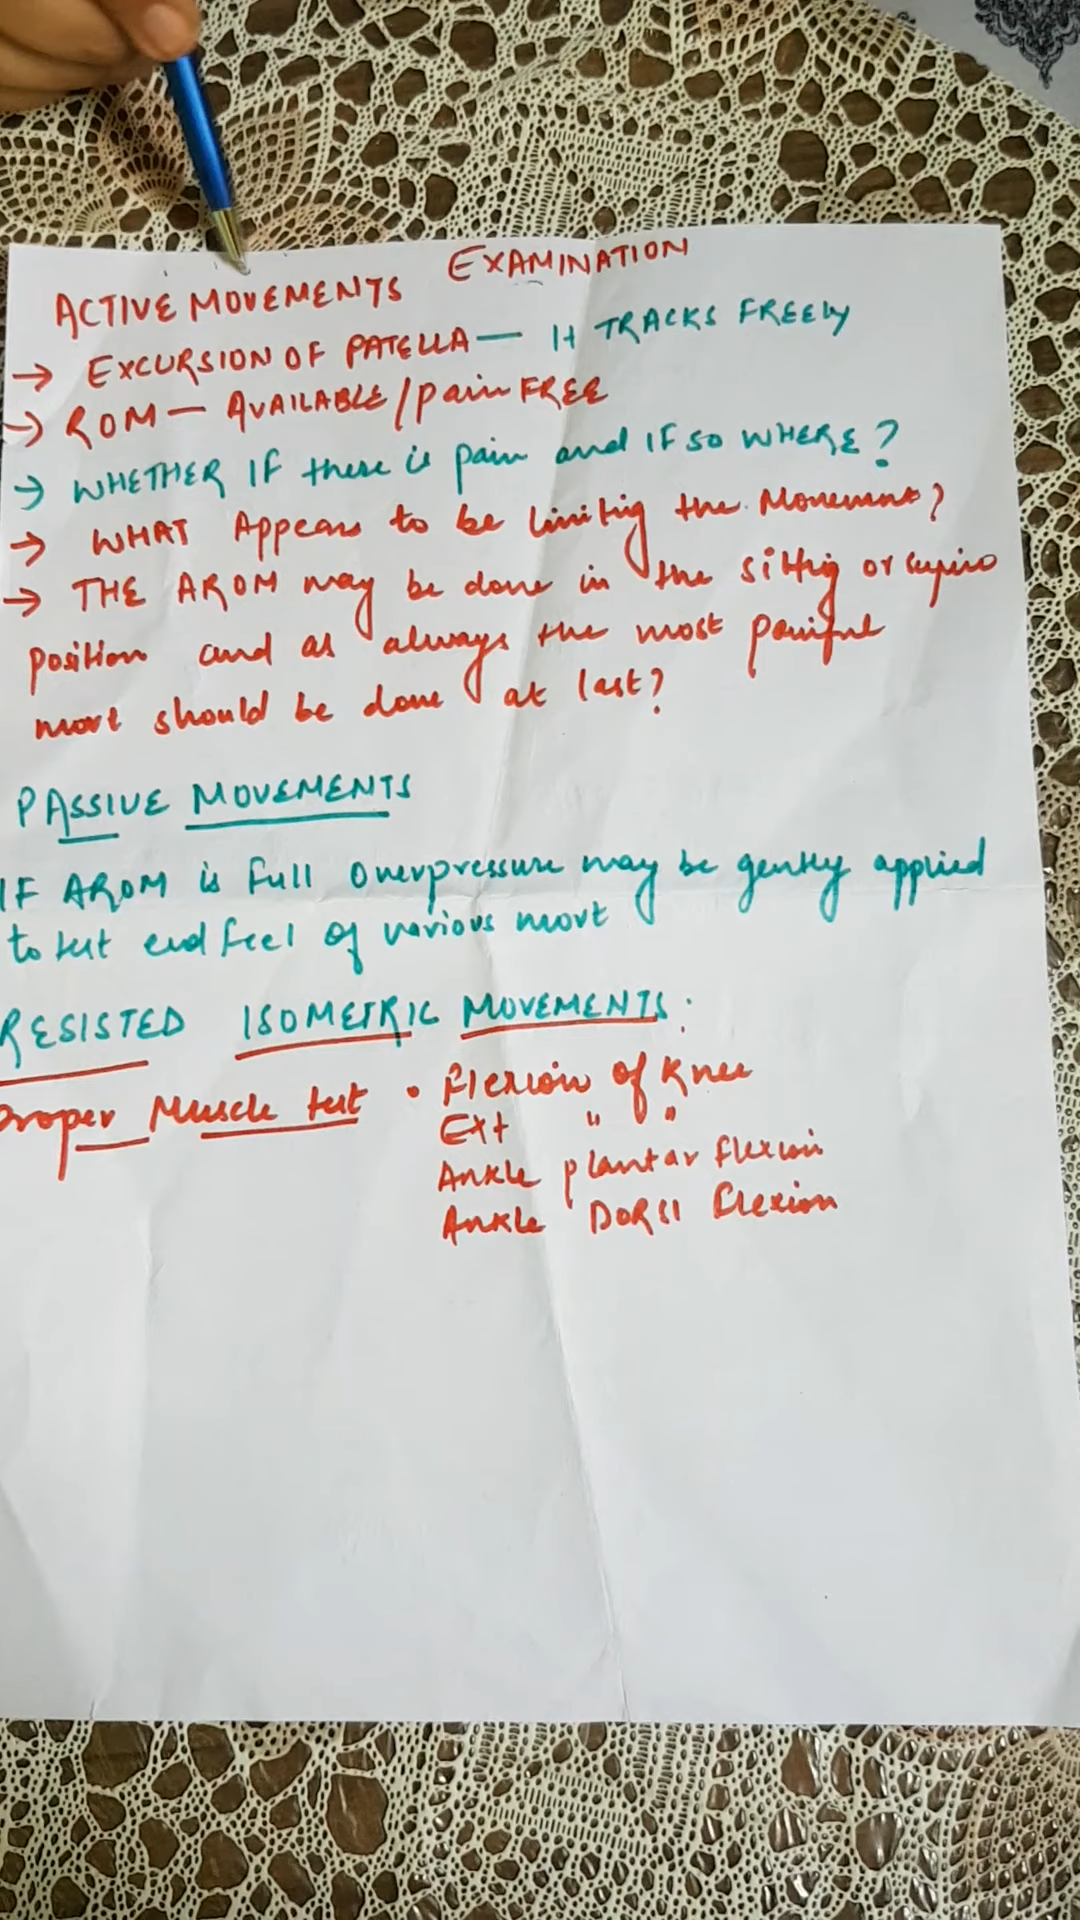 EXAMINATION
ACTIVE MOVEMENTS
→ EXCURSION OF PATELLA — It TRACKS FREELY
→ ROM — AVAILABLE / pain FREE
→ WHETHER IF there is pain and IF SO WHERE?
→ WHAT Appears to be limiting the Movement?
→ THE AROM may be done in the sitting or supine
position and as always the most painful
movt should be done at last?
PASSIVE MOVEMENTS
IF AROM is full Overpressure may be gently applied
to test end feel of various movt
RESISTED ISOMETRIC MOVEMENTS:
Proper Muscle test • Flexion of Knee
Ext " "
Ankle plantar flexion
Ankle DORSI flexion